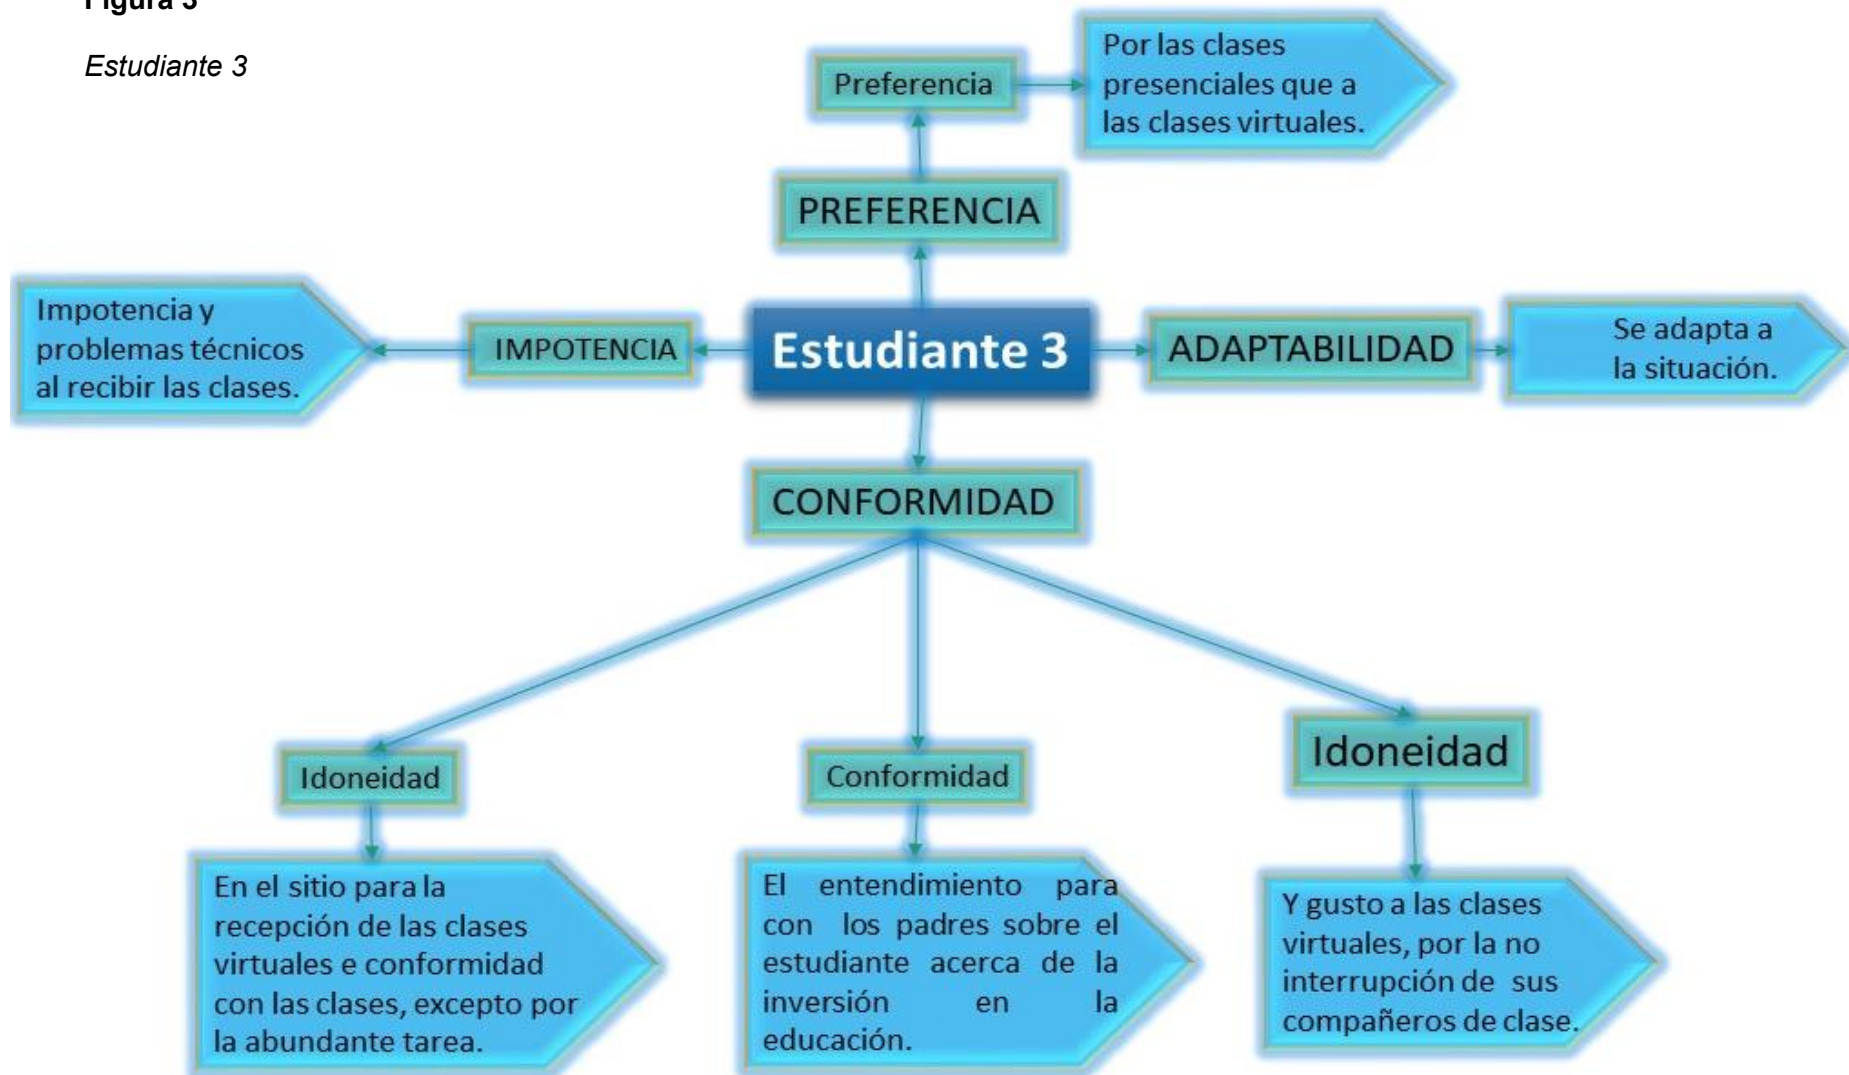 Figura 3
Estudiante 3
Preferencia
Por las clases
presenciales que a
las clases virtuales.
PREFERENCIA
Impotencia y
problemas técnicos
al recibir las clases.
IMPOTENCIA
Estudiante 3
ADAPTABILIDAD
Se adapta a
la situación.
CONFORMIDAD
Idoneidad
Conformidad
Idoneidad
En el sitio para la
recepción de las clases
virtuales e conformidad
con las clases, excepto por
la abundante tarea.
El entendimiento para
con los padres sobre el
estudiante acerca de la
inversión en la
educación.
Y gusto a las clases
virtuales, por la no
interrupción de sus
compañeros de clase.